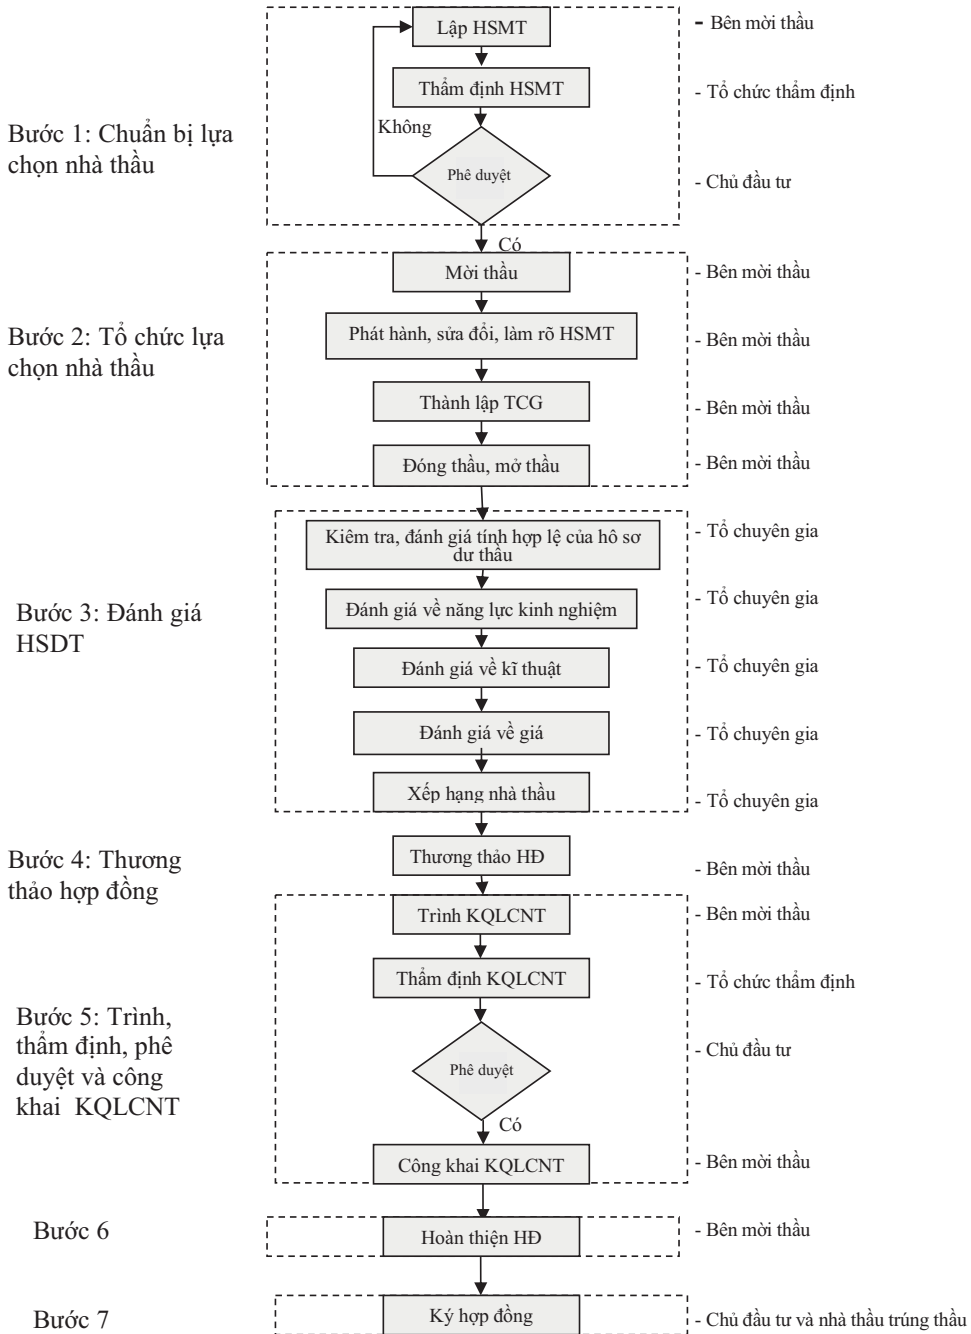 Lập HSMT
- Bên mời thầu
Thẩm định HSMT
- Tổ chức thẩm định
Bước 1: Chuẩn bị lựa
chọn nhà thầu
Không
Phê duyệt
- Chủ đầu tư
Có
Mời thầu
- Bên mời thầu
Bước 2: Tổ chức lựa
chọn nhà thầu
Phát hành, sửa đổi, làm rõ HSMT
- Bên mời thầu
Thành lập TCG
- Bên mời thầu
Đóng thầu, mở thầu
- Bên mời thầu
Kiêm tra, đánh giá tính hợp lệ của hô sơ
dư thầu
- Tổ chuyên gia
Bước 3: Đánh giá
HSDT
Đánh giá về năng lực kinh nghiệm
- Tổ chuyên gia
Đánh giá về kĩ thuật
- Tổ chuyên gia
Đánh giá về giá
- Tổ chuyên gia
Xếp hạng nhà thầu
- Tổ chuyên gia
Bước 4: Thương
thảo hợp đồng
Thương thảo HĐ
- Bên mời thầu
Trình KQLCNT
- Bên mời thầu
Thẩm định KQLCNT
- Tổ chức thẩm định
Bước 5: Trình,
thẩm định, phê
duyệt và công
khai KQLCNT
Phê duyệt
- Chủ đầu tư
Có
Công khai KQLCNT
- Bên mời thầu
Bước 6
Hoàn thiện HĐ
- Bên mời thầu
Bước 7
Ký hợp đồng
- Chủ đầu tư và nhà thầu trúng thầu